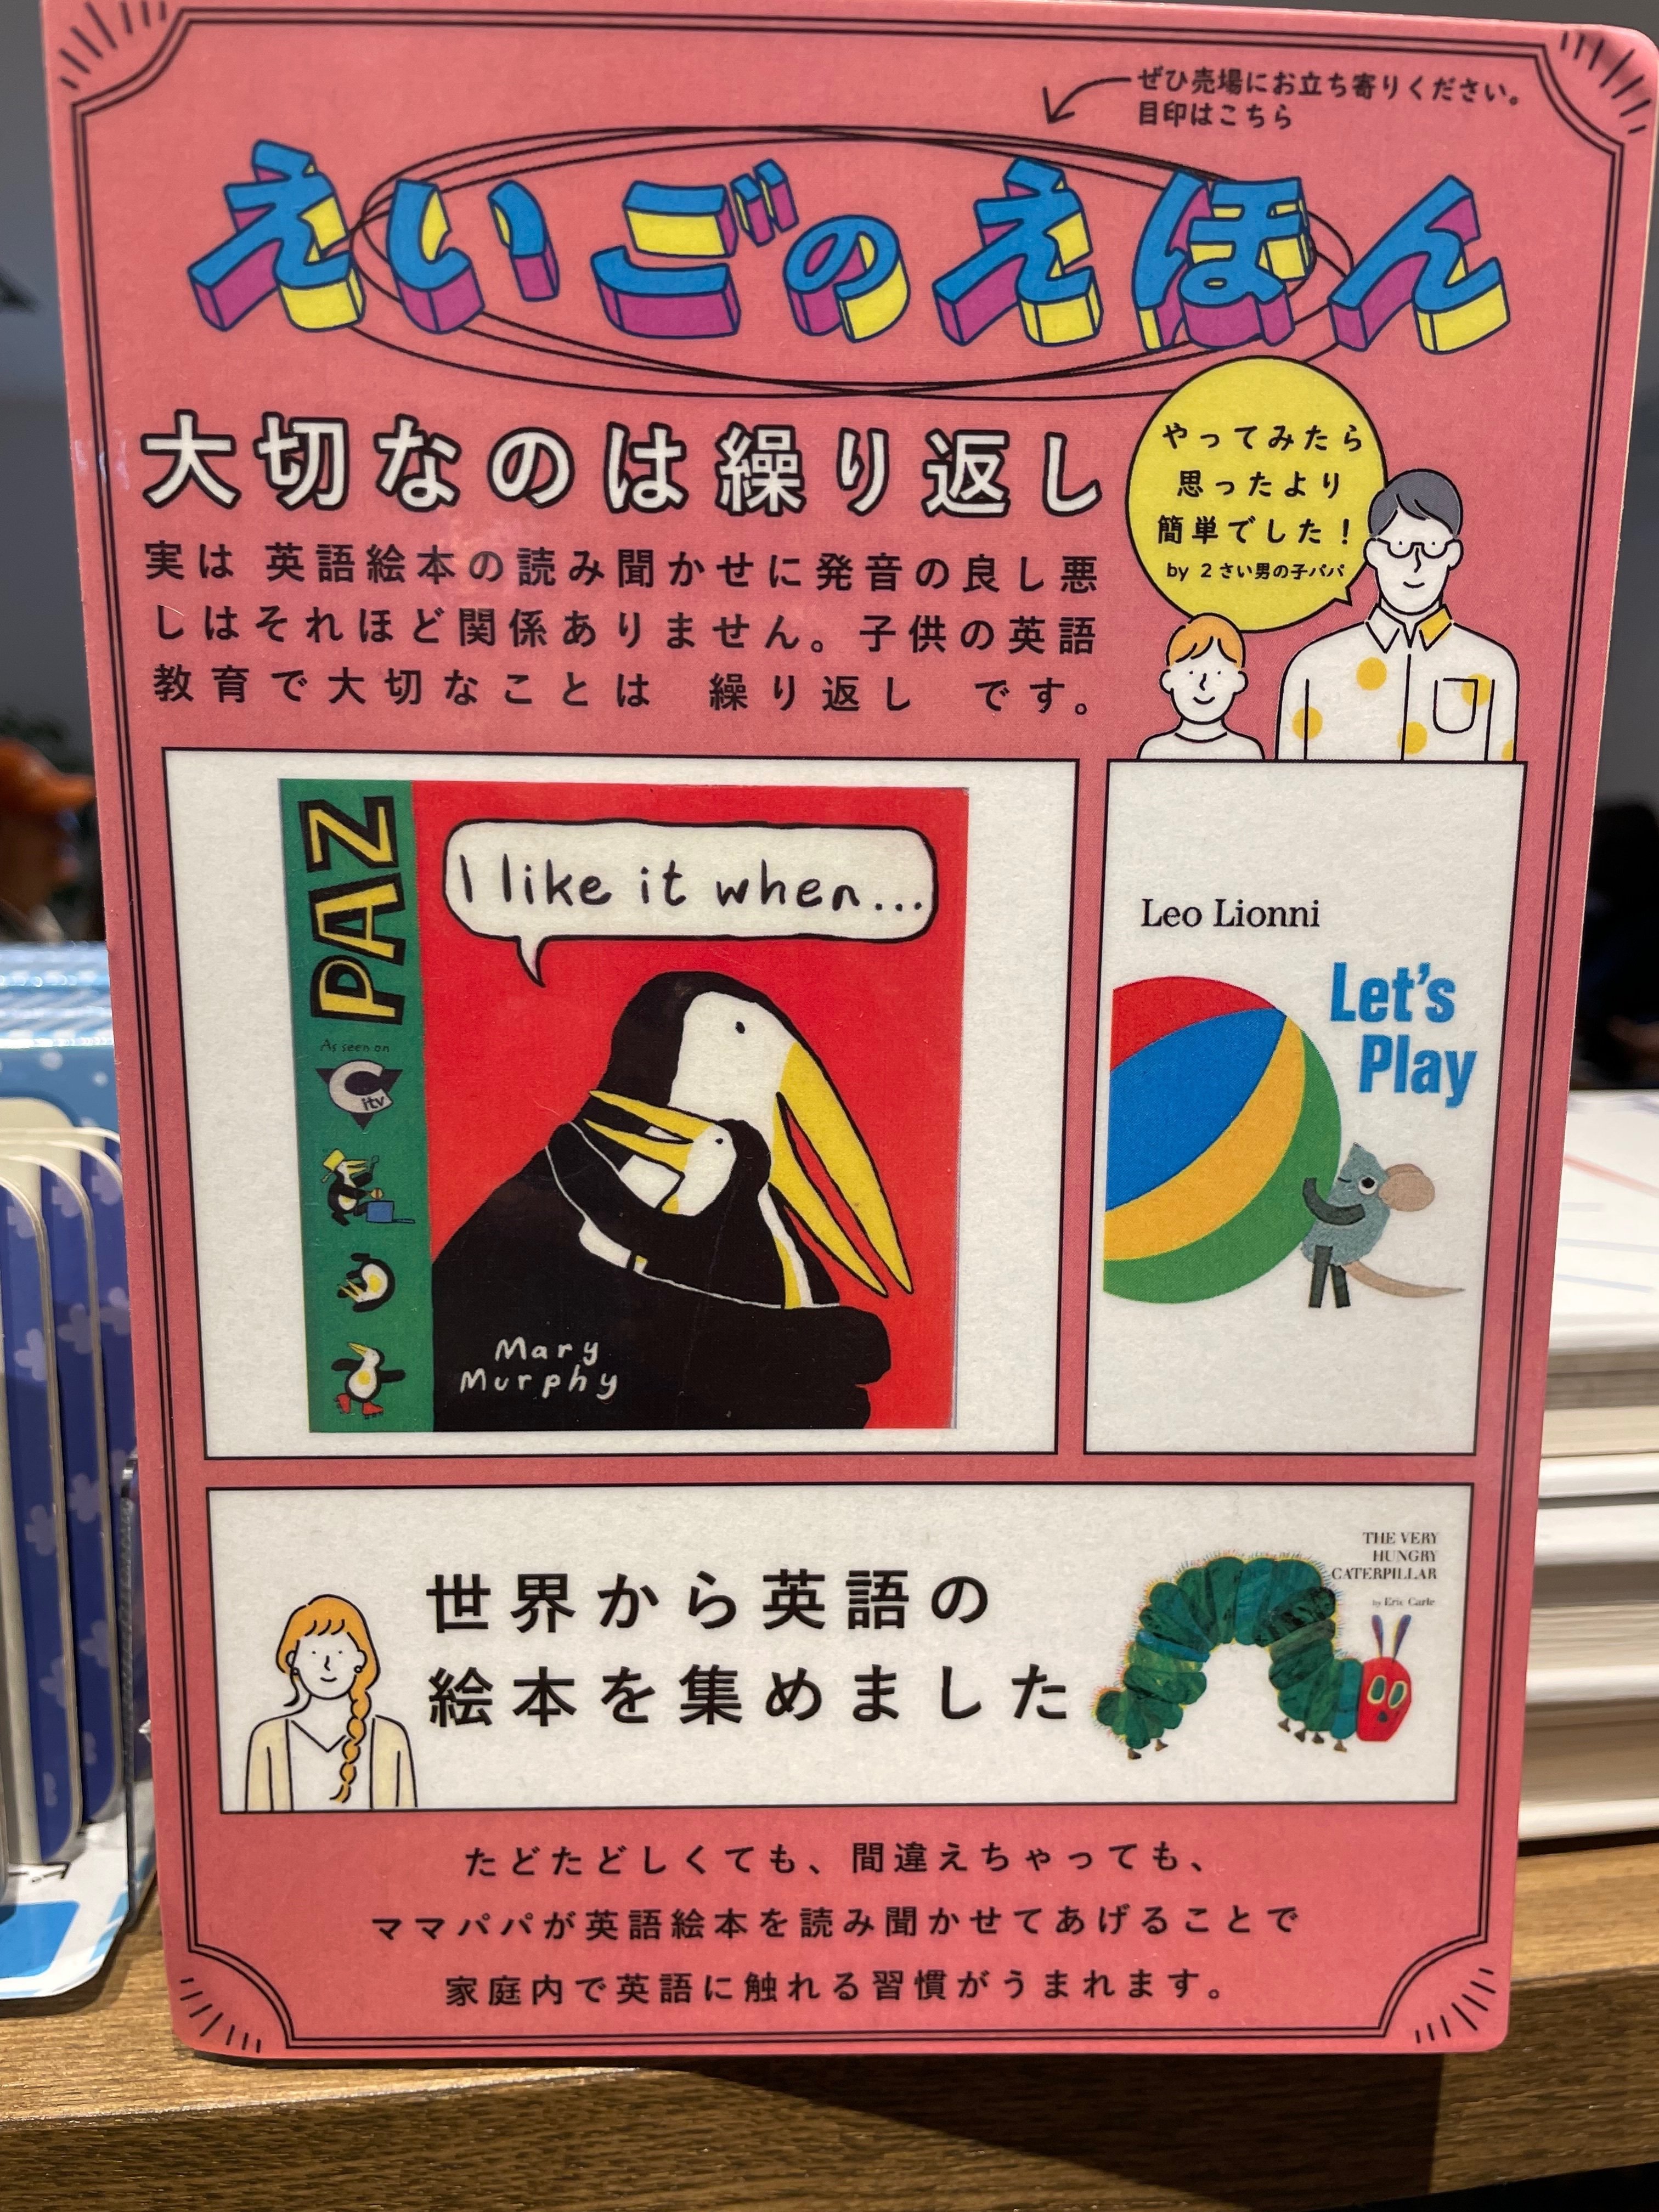 ぜひ売場にお立ち寄りください。
目印はこちら
えいごのえほん
大切なのは繰り返し
実は 英語絵本の読み聞かせに発音の良し悪
しはそれほど関係ありません。子供の英語
教育で大切なことは 繰り返し です。
やってみたら
思ったより
簡単でした！
by 2さい男の子パパ
PAZ
As seen on
Citv
I like it when...
Mary
Murphy
Leo Lionni
Let's
Play
世界から英語の
絵本を集めました
THE VERY
HUNGRY
CATERPILLAR
by Eric Carle
たどたどしくても、間違えちゃっても、
ママパパが英語絵本を読み聞かせてあげることで
家庭内で英語に触れる習慣がうまれます。